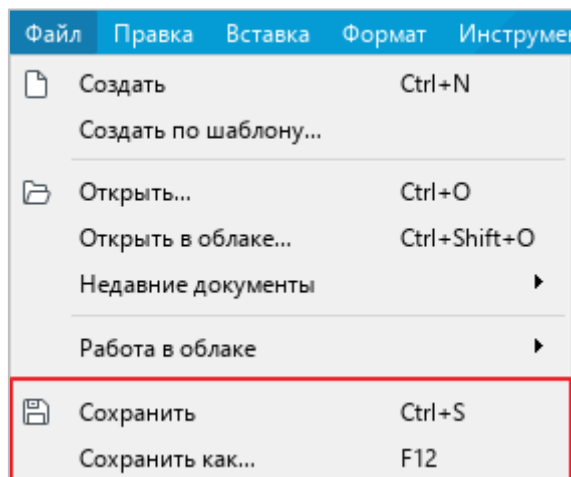 Файл Правка Вставка Формат
Создать Ctrl+N
Создать по шаблону...
Открыть... Ctrl+O
Открыть в облаке... Ctrl+Shift+O
Недавние документы
Работа в облаке
Сохранить Ctrl+S
Сохранить как... F12